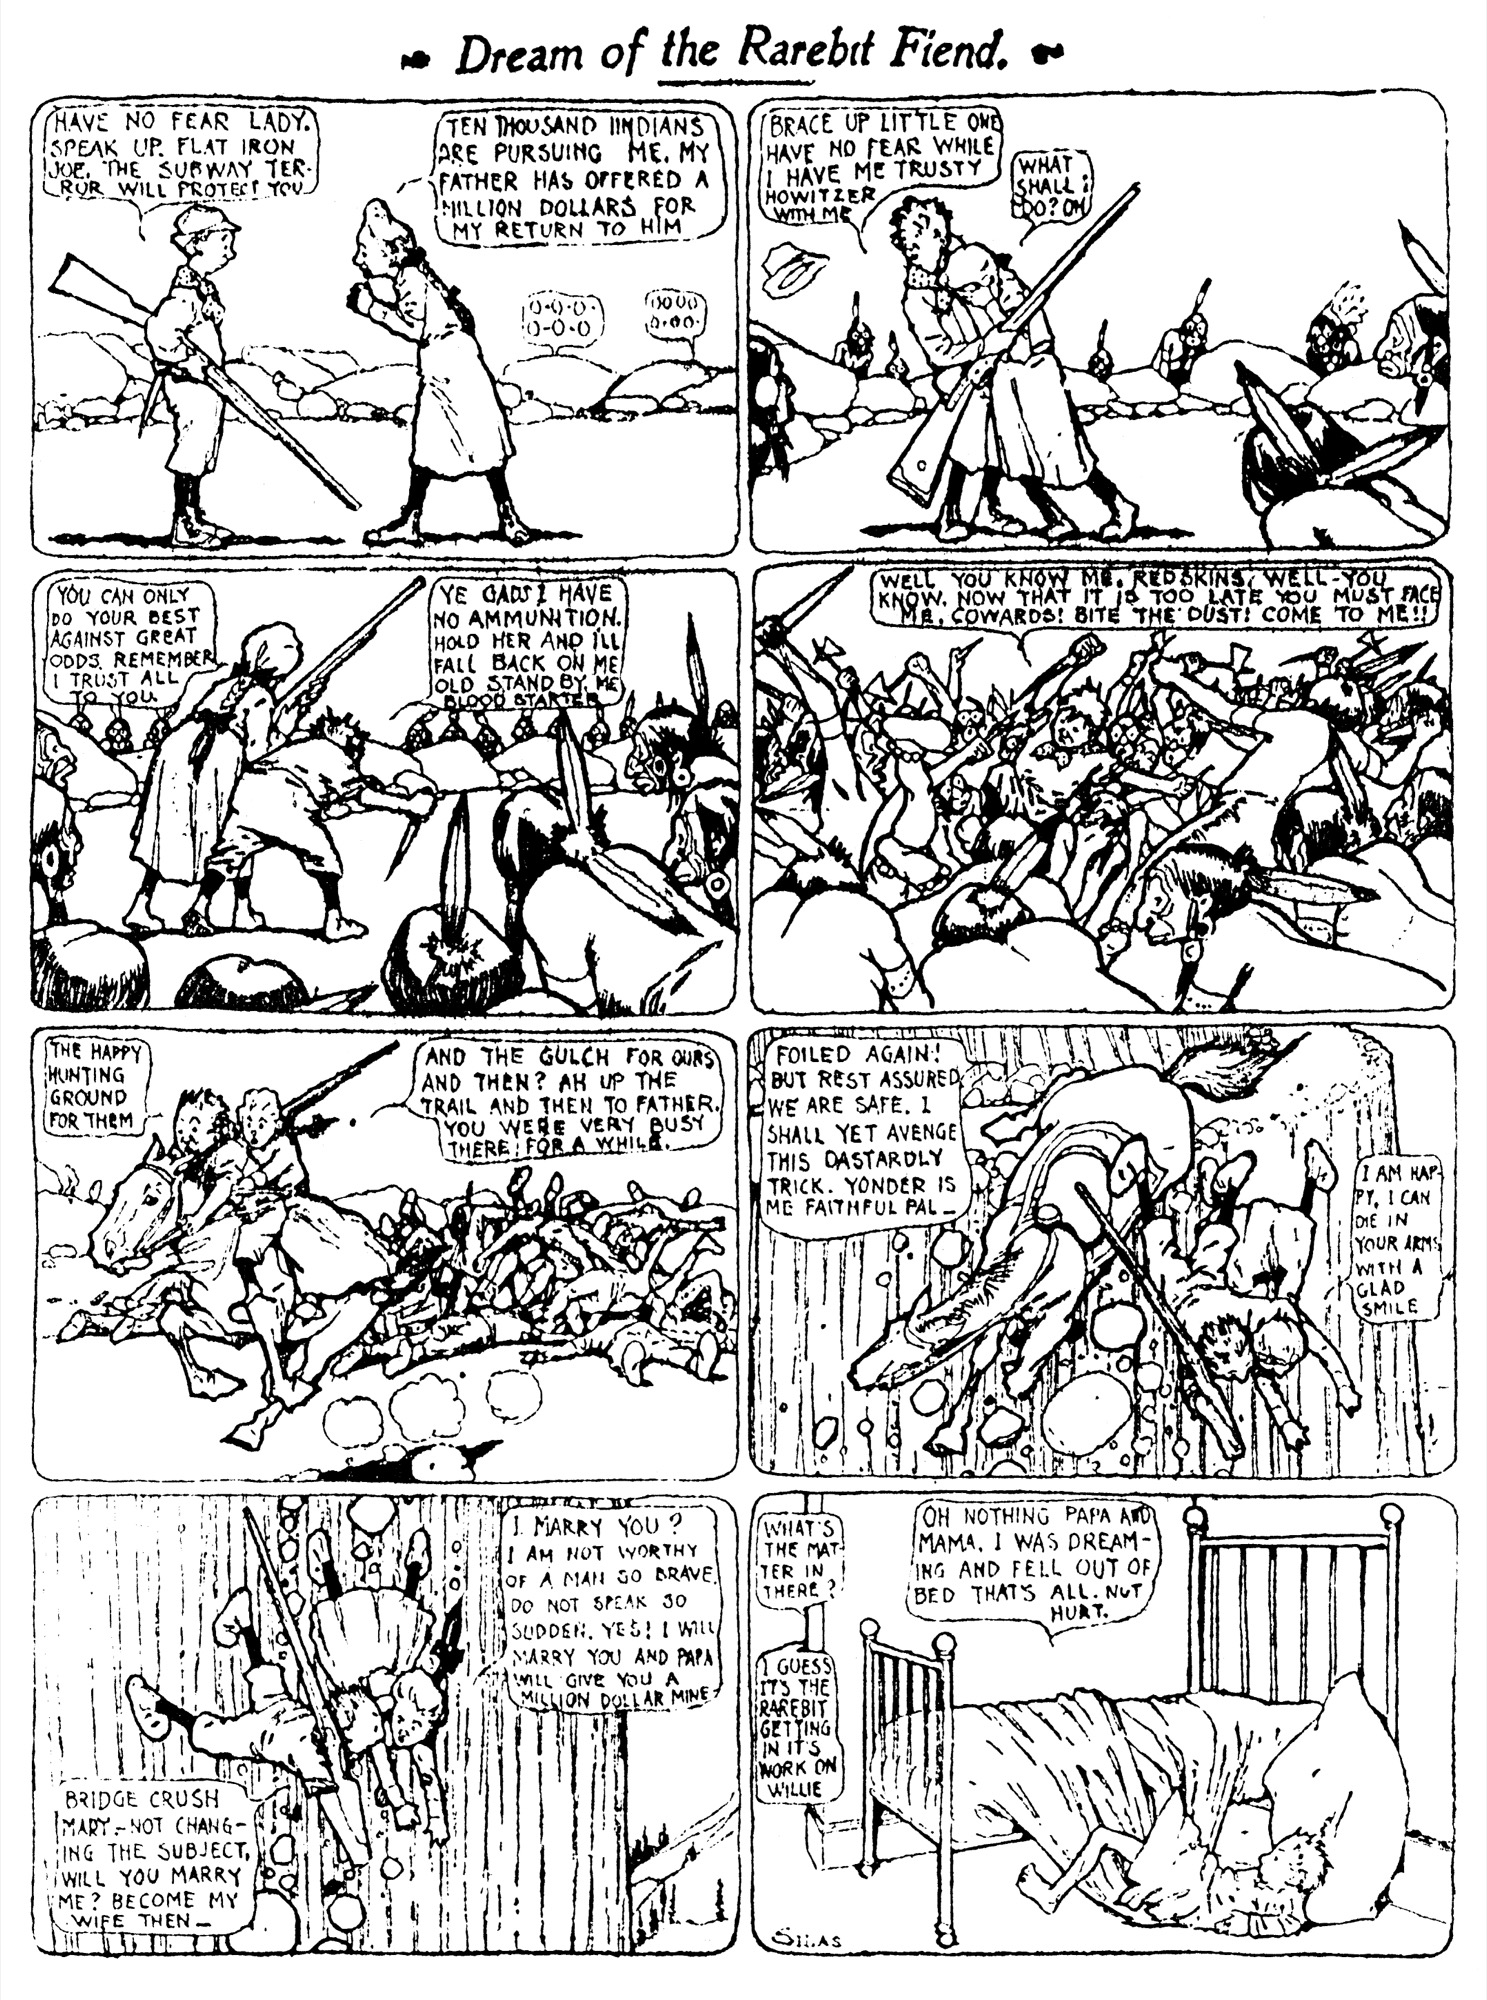 Dream of the Rarebit Fiend.
HAVE NO FEAR LADY.
SPEAK UP. FLAT IRON
JOE. THE SUBWAY TER-
ROR WILL PROTECT YOU
TEN THOUSAND IINDIANS
ARE PURSUING ME. MY
FATHER HAS OFFERED A
MILLION DOLLARS FOR
MY RETURN TO HIM
0-0-0-
0-0-0
0000
0-00-
BRACE UP LITTLE ONE
HAVE NO FEAR WHILE
I HAVE ME TRUSTY
HOWITZER
WITH ME
WHAT
SHALL I
DO? OH
YOU CAN ONLY
DO YOUR BEST
AGAINST GREAT
ODDS. REMEMBER
I TRUST ALL
TO YOU
YE GADS I HAVE
NO AMMUNITION.
HOLD HER AND I'LL
FALL BACK ON ME
OLD STAND BY, ME
BLOOD STARTER
WELL YOU KNOW ME, REDSKINS, WELL-YOU
KNOW. NOW THAT IT IS TOO LATE YOU MUST FACE
ME, COWARDS! BITE THE DUST! COME TO ME!!
THE HAPPY
HUNTING
GROUND
FOR THEM
AND THE GULCH FOR OURS
AND THEN? AH UP THE
TRAIL AND THEN TO FATHER.
YOU WERE VERY BUSY
THERE FOR A WHILE.
FOILED AGAIN!
BUT REST ASSURED
WE ARE SAFE. I
SHALL YET AVENGE
THIS DASTARDLY
TRICK. YONDER IS
ME FAITHFUL PAL-
I AM HAP-
PY, I CAN
DIE IN
YOUR ARMS
WITH A
GLAD
SMILE
I MARRY YOU?
I AM NOT WORTHY
OF A MAN SO BRAVE.
DO NOT SPEAK SO
SUDDEN. YES! I WILL
MARRY YOU AND PAPA
WILL GIVE YOU A
MILLION DOLLAR MINE-
BRIDGE CRUSH
MARY.-NOT CHANG-
ING THE SUBJECT,
WILL YOU MARRY
ME? BECOME MY
WIFE THEN-
WHAT'S
THE MAT-
TER IN
THERE?
OH NOTHING PAPA AND
MAMA. I WAS DREAM-
ING AND FELL OUT OF
BED THAT'S ALL. NOT
HURT.
I GUESS
IT'S THE
RAREBIT
GETTING
IN IT'S
WORK ON
WILLIE
SILAS